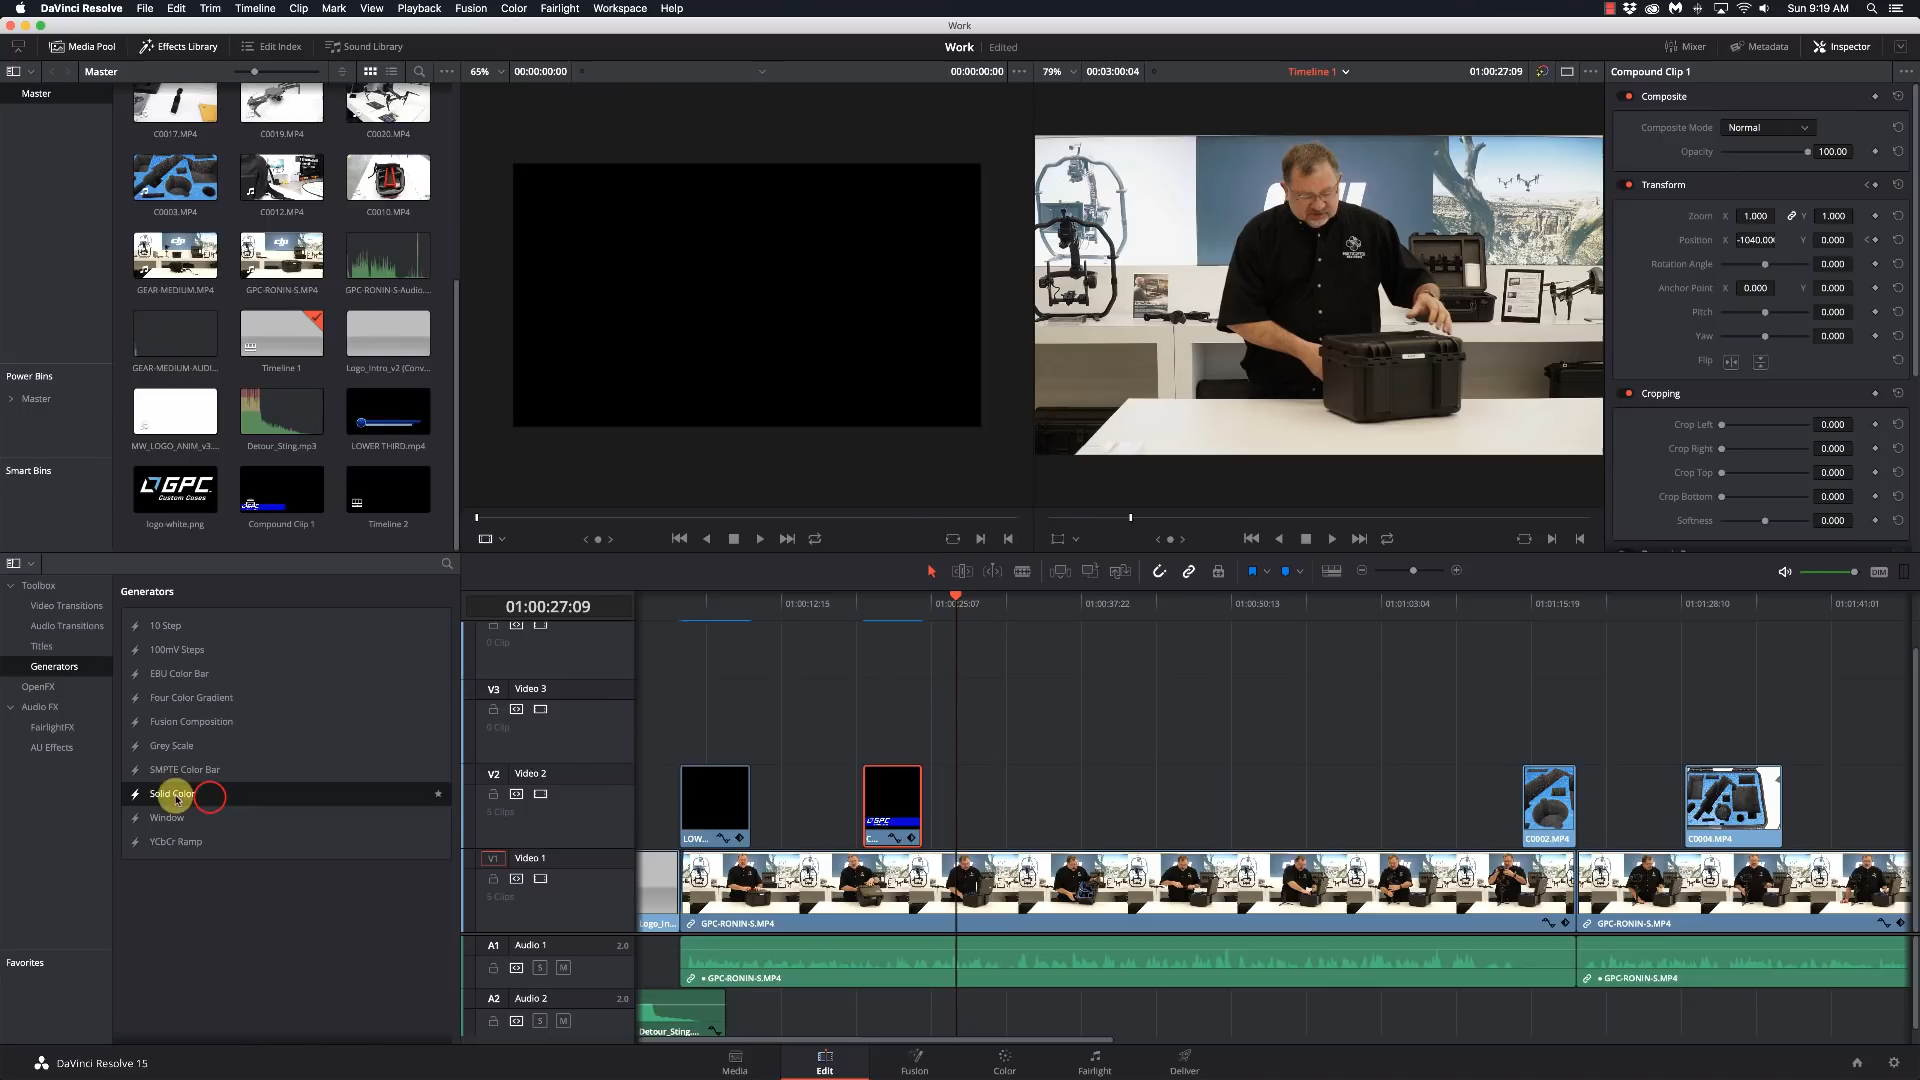 DaVinci Resolve File Edit Trim Timeline Clip Mark View Playback Fusion Color Fairlight Workspace Help Sun 9:19 AM
Work
Media Pool Effects Library Edit Index Sound Library Work Edited Mixer Metadata Inspector
Master 65% 00:00:00:00 00:00:00:00 79% 00:03:00:04 Timeline 1 01:00:27:09 Compound Clip 1
Master
Composite
Composite Mode Normal
Opacity 100.00
Transform
Zoom X 1.000 Y 1.000
Position X -1040.00 Y 0.000
Rotation Angle 0.000
Anchor Point X 0.000 Y 0.000
Pitch 0.000
Yaw 0.000
Flip
Cropping
Crop Left 0.000
Crop Right 0.000
Crop Top 0.000
Crop Bottom 0.000
Softness 0.000
C0017.MP4 C0019.MP4 C0020.MP4
C0003.MP4 C0012.MP4 C0010.MP4
GEAR-MEDIUM.MP4 GPC-RONIN-S.MP4 GPC-RONIN-S-Audio...
GEAR-MEDIUM-AUDI... Timeline 1 Logo_Intro_v2 (Conv...
MW_LOGO_ANIM_v3.... Detour_Sting.mp3 LOWER THIRD.mp4
GPC
Custom Cases
logo-white.png Compound Clip 1 Timeline 2
Power Bins
Master
Smart Bins
Toolbox
Video Transitions
Audio Transitions
Titles
Generators
OpenFX
Audio FX
FairlightFX
AU Effects
Favorites
Generators
10 Step
100mV Steps
EBU Color Bar
Four Color Gradient
Fusion Composition
Grey Scale
SMPTE Color Bar
Solid Color
Window
YCbCr Ramp
DIM
01:00:27:09 01:00:12:15 01:00:25:07 01:00:37:22 01:00:50:13 01:01:03:04 01:01:15:19 01:01:28:10 01:01:41:01
0 Clip
V3 Video 3
0 Clip
V2 Video 2
5 Clips
GPC
LOW... C... C0002.MP4 C0004.MP4
V1 Video 1
5 Clips
Logo_In... GPC-RONIN-S.MP4 GPC-RONIN-S.MP4
A1 Audio 1 2.0
S M
• GPC-RONIN-S.MP4 • GPC-RONIN-S.MP4
A2 Audio 2 2.0
S M
Detour_Sting....
DaVinci Resolve 15 Media Edit Fusion Color Fairlight Deliver